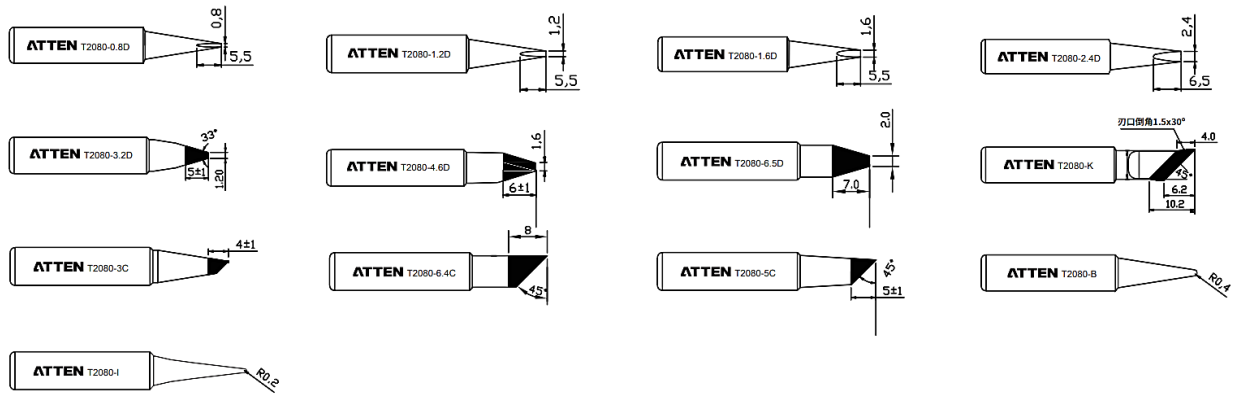 0,8
ATTEN T2080-0.8D
5,5
1,2
ATTEN T2080-1.2D
5,5
1,6
ATTEN T2080-1.6D
5,5
2,4
ATTEN T2080-2.4D
6,5
33°
ATTEN T2080-3.2D
5±1
1.20
1.6
ATTEN T2080-4.6D
6±1
2.0
ATTEN T2080-6.5D
7.0
刃口倒角1.5x30°
4.0
ATTEN T2080-K
45°
6.2
10.2
4±1
ATTEN T2080-3C
8
ATTEN T2080-6.4C
45°
ATTEN T2080-5C
45°
5±1
ATTEN T2080-B
R0,4
ATTEN T2080-I
R0.2